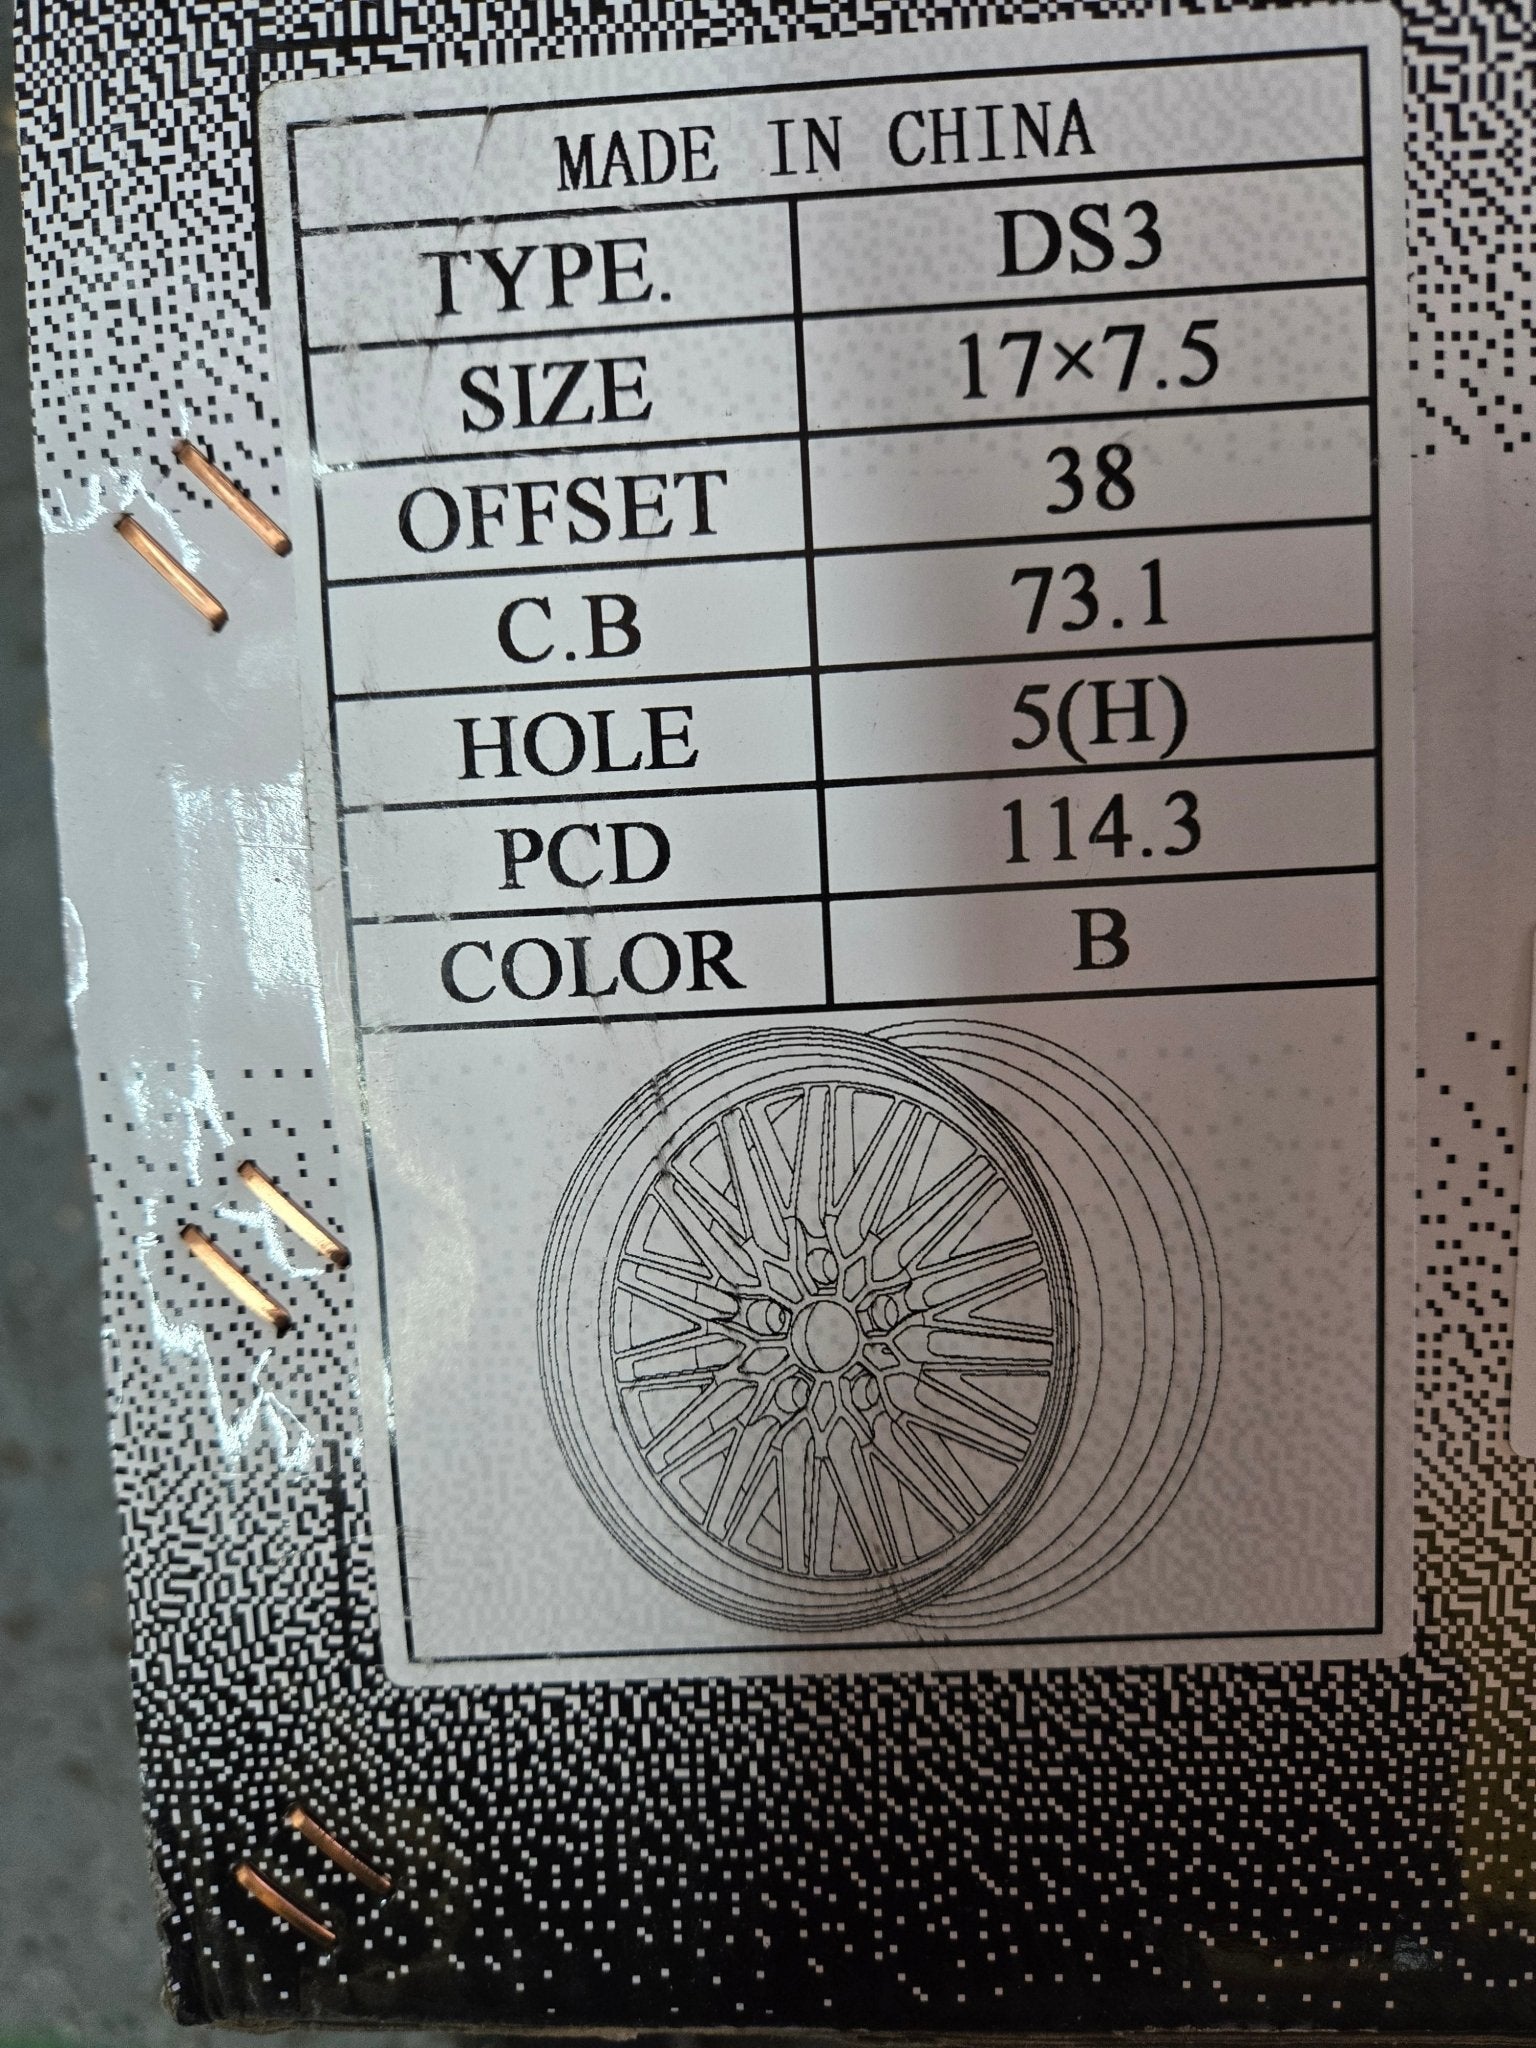 MADE IN CHINA
TYPE. DS3
SIZE 17×7.5
OFFSET 38
C.B 73.1
HOLE 5(H)
PCD 114.3
COLOR B